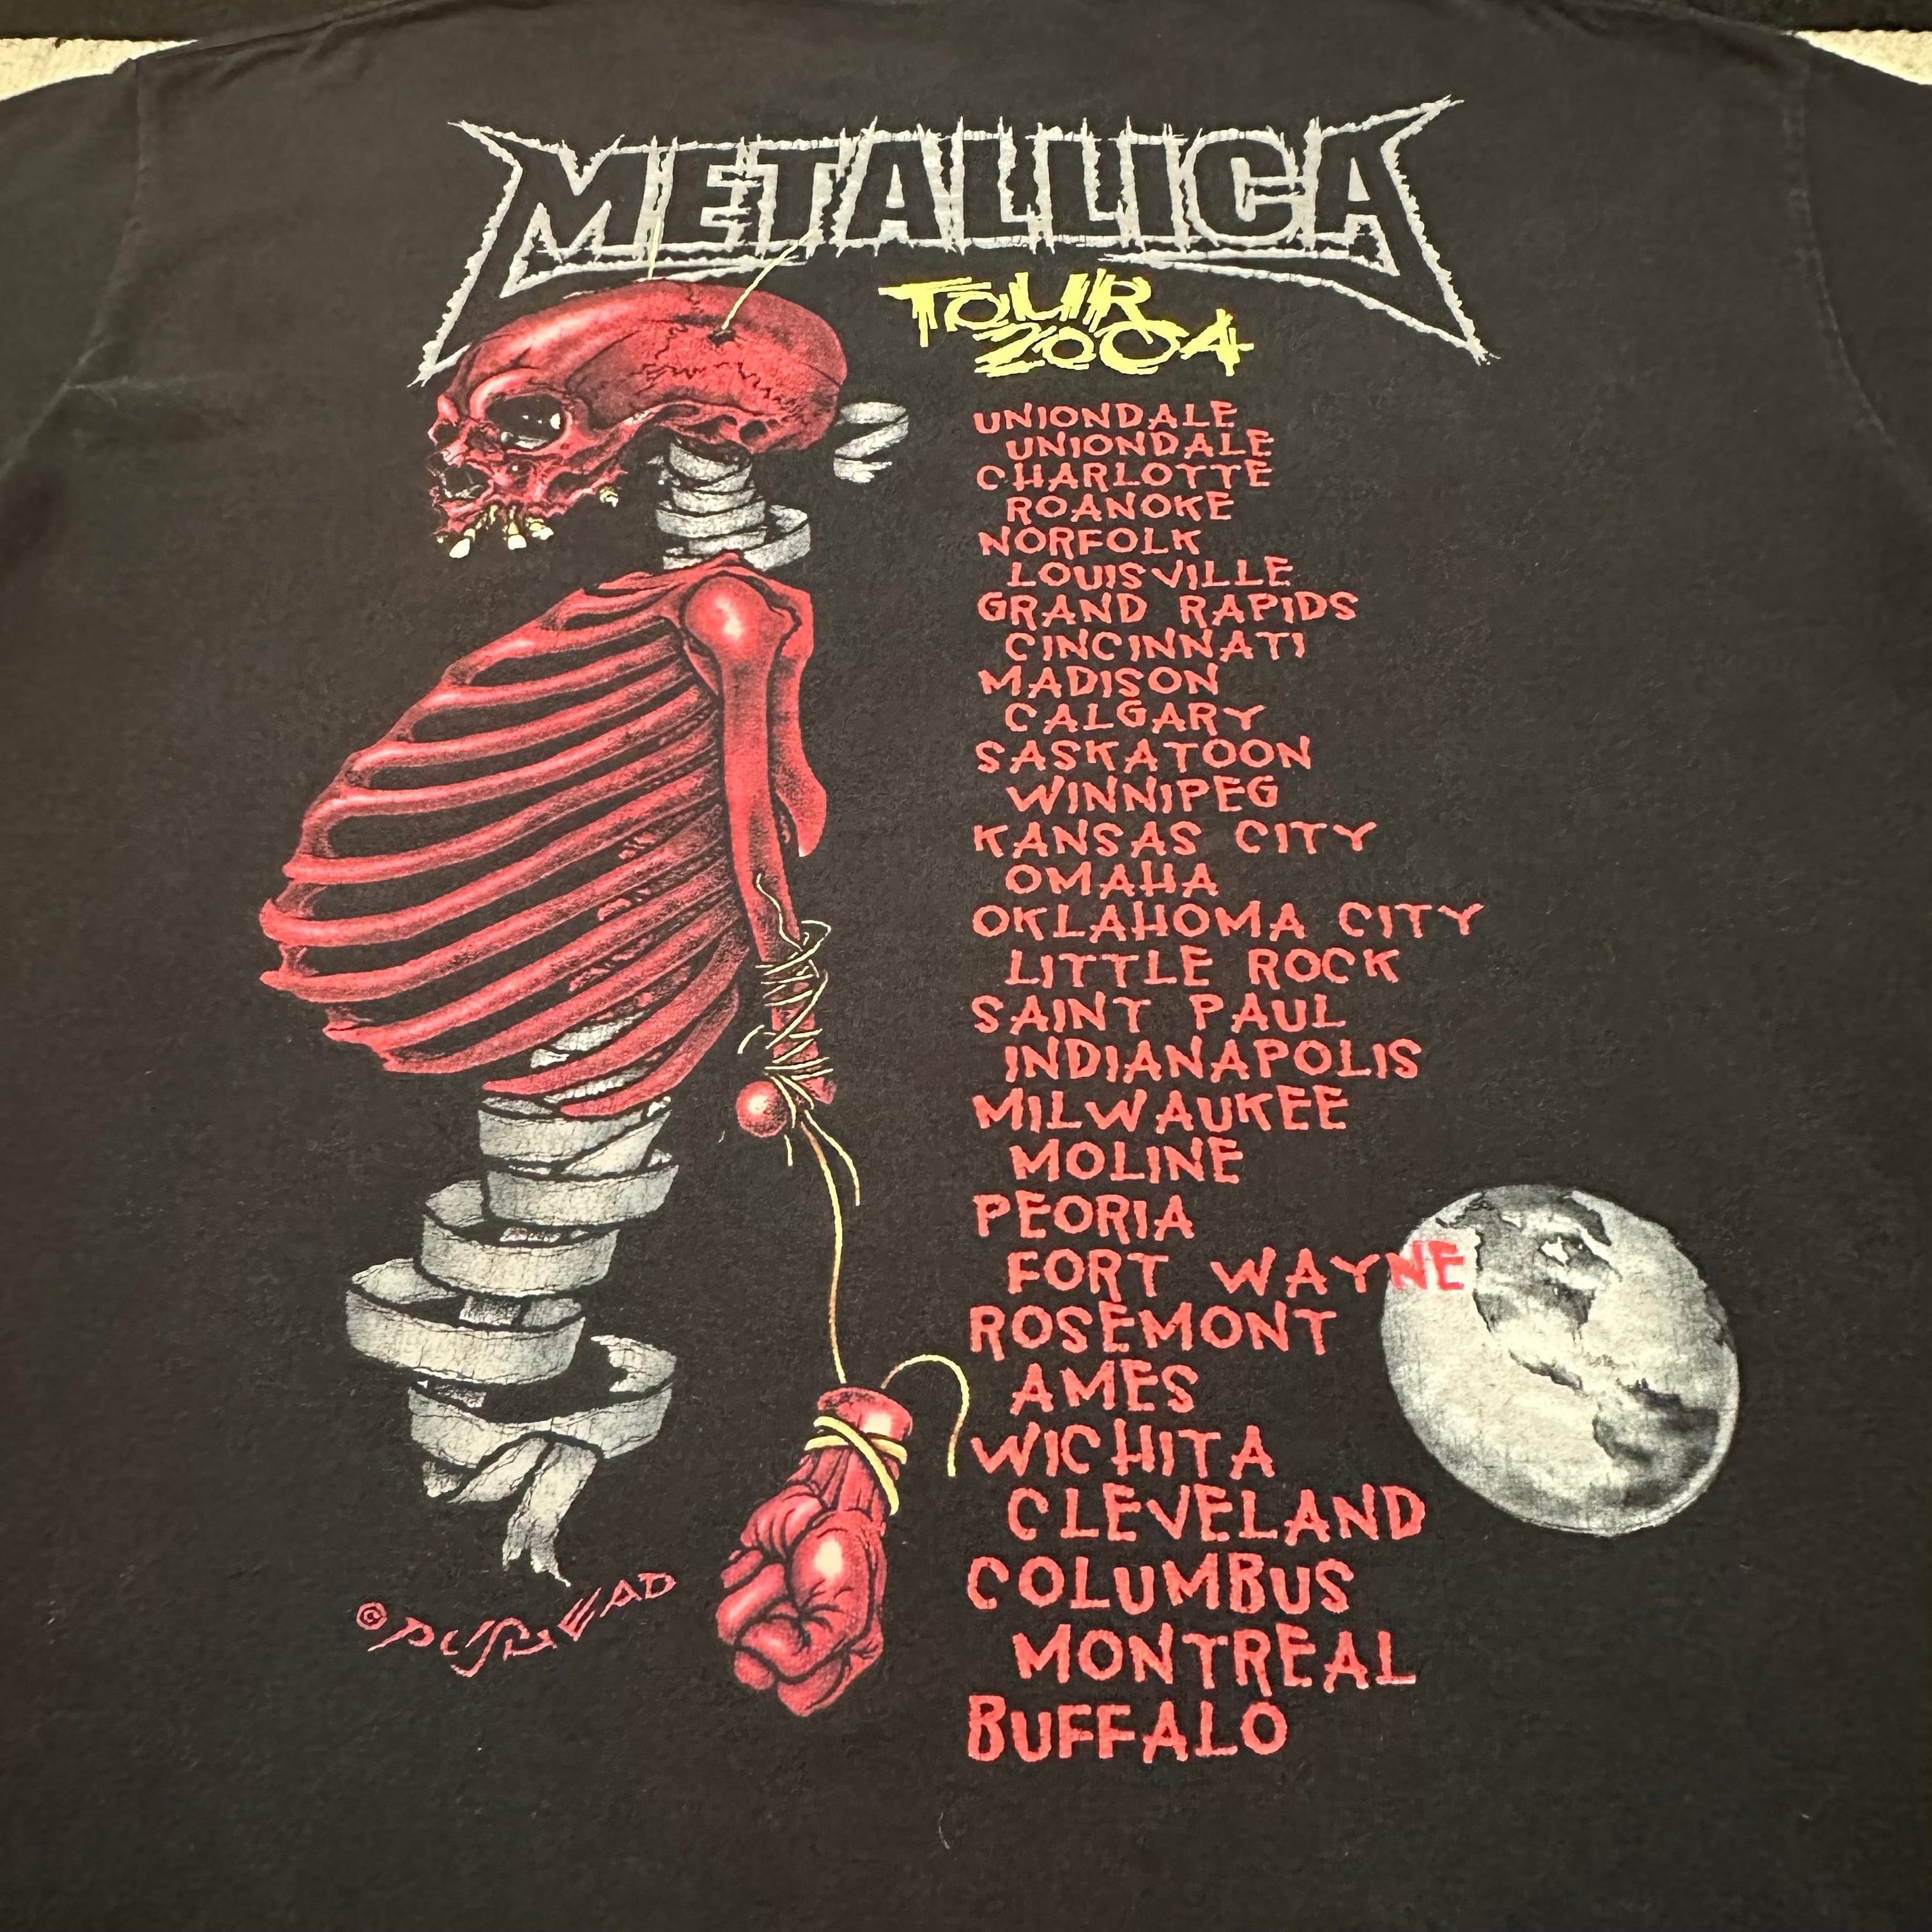 METALLICA
TOUR
2004
UNIONDALE
UNIONDALE
CHARLOTTE
ROANOKE
NORFOLK
LOUISVILLE
GRAND RAPIDS
CINCINNATI
MADISON
CALGARY
SASKATOON
WINNIPEG
KANSAS CITY
OMAHA
OKLAHOMA CITY
LITTLE ROCK
SAINT PAUL
INDIANAPOLIS
MILWAUKEE
MOLINE
PEORIA
FORT WAYNE
ROSEMONT
AMES
WICHITA
CLEVELAND
COLUMBUS
MONTREAL
BUFFALO
© PUSHEAD